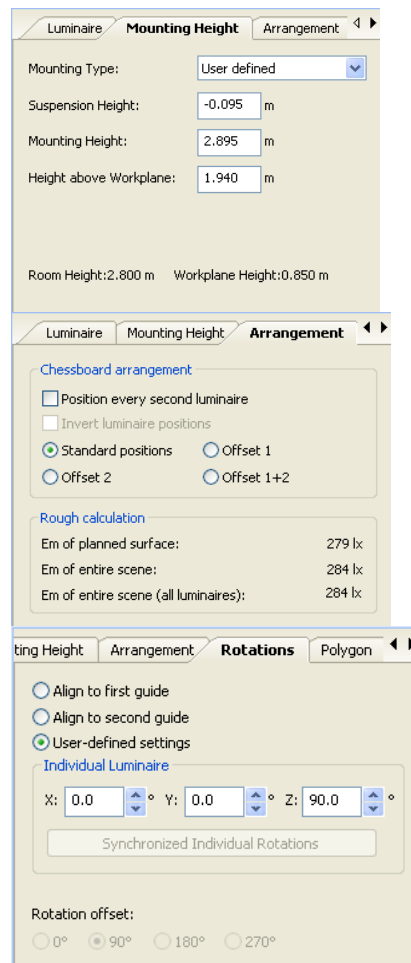 Luminaire Mounting Height Arrangement
Mounting Type: User defined
Suspension Height: -0.095 m
Mounting Height: 2.895 m
Height above Workplane: 1.940 m
Room Height:2.800 m Workplane Height:0.850 m
Luminaire Mounting Height Arrangement
Chessboard arrangement
Position every second luminaire
Invert luminaire positions
Standard positions Offset 1
Offset 2 Offset 1+2
Rough calculation
Em of planned surface: 279 lx
Em of entire scene: 284 lx
Em of entire scene (all luminaires): 284 lx
ting Height Arrangement Rotations Polygon
Align to first guide
Align to second guide
User-defined settings
Individual Luminaire
X: 0.0 ° Y: 0.0 ° Z: 90.0 °
Synchronized Individual Rotations
Rotation offset:
0° 90° 180° 270°